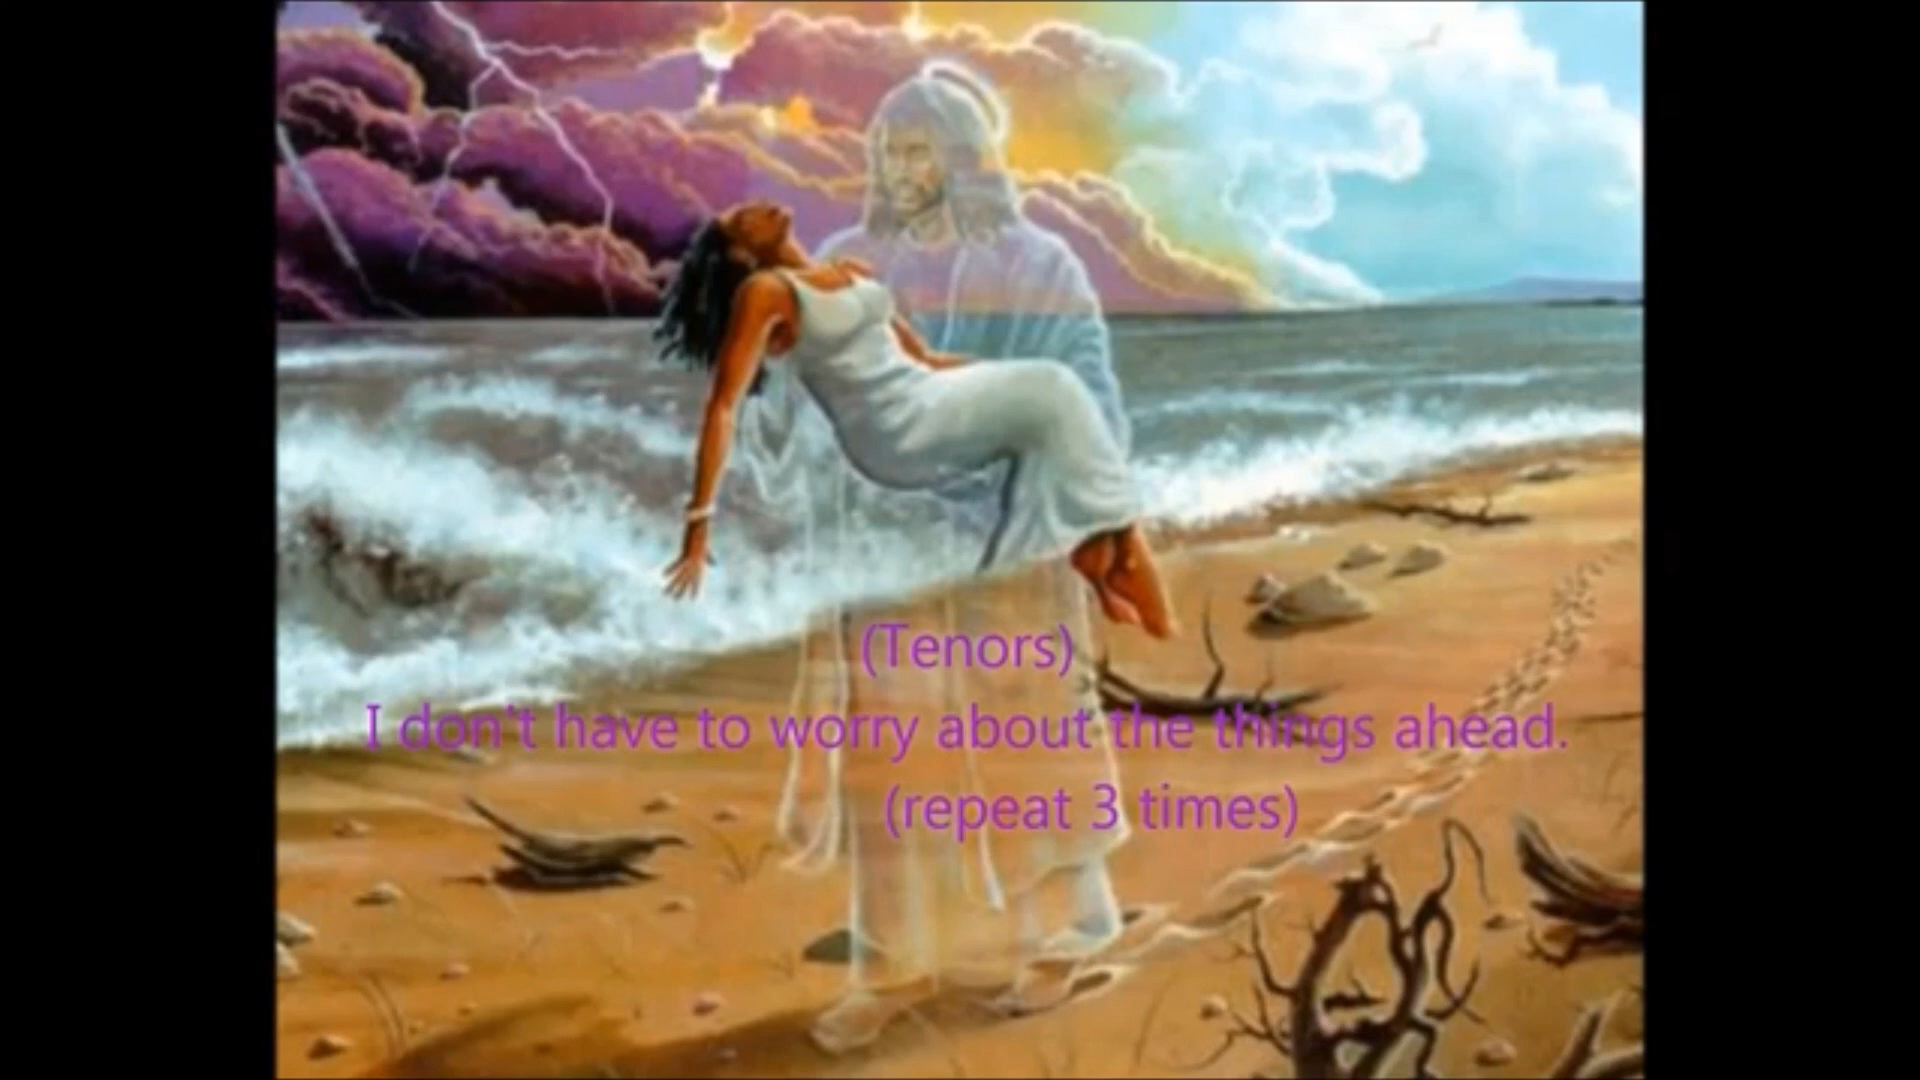 (Tenors)
I don't have to worry about the things ahead.
(repeat 3 times)